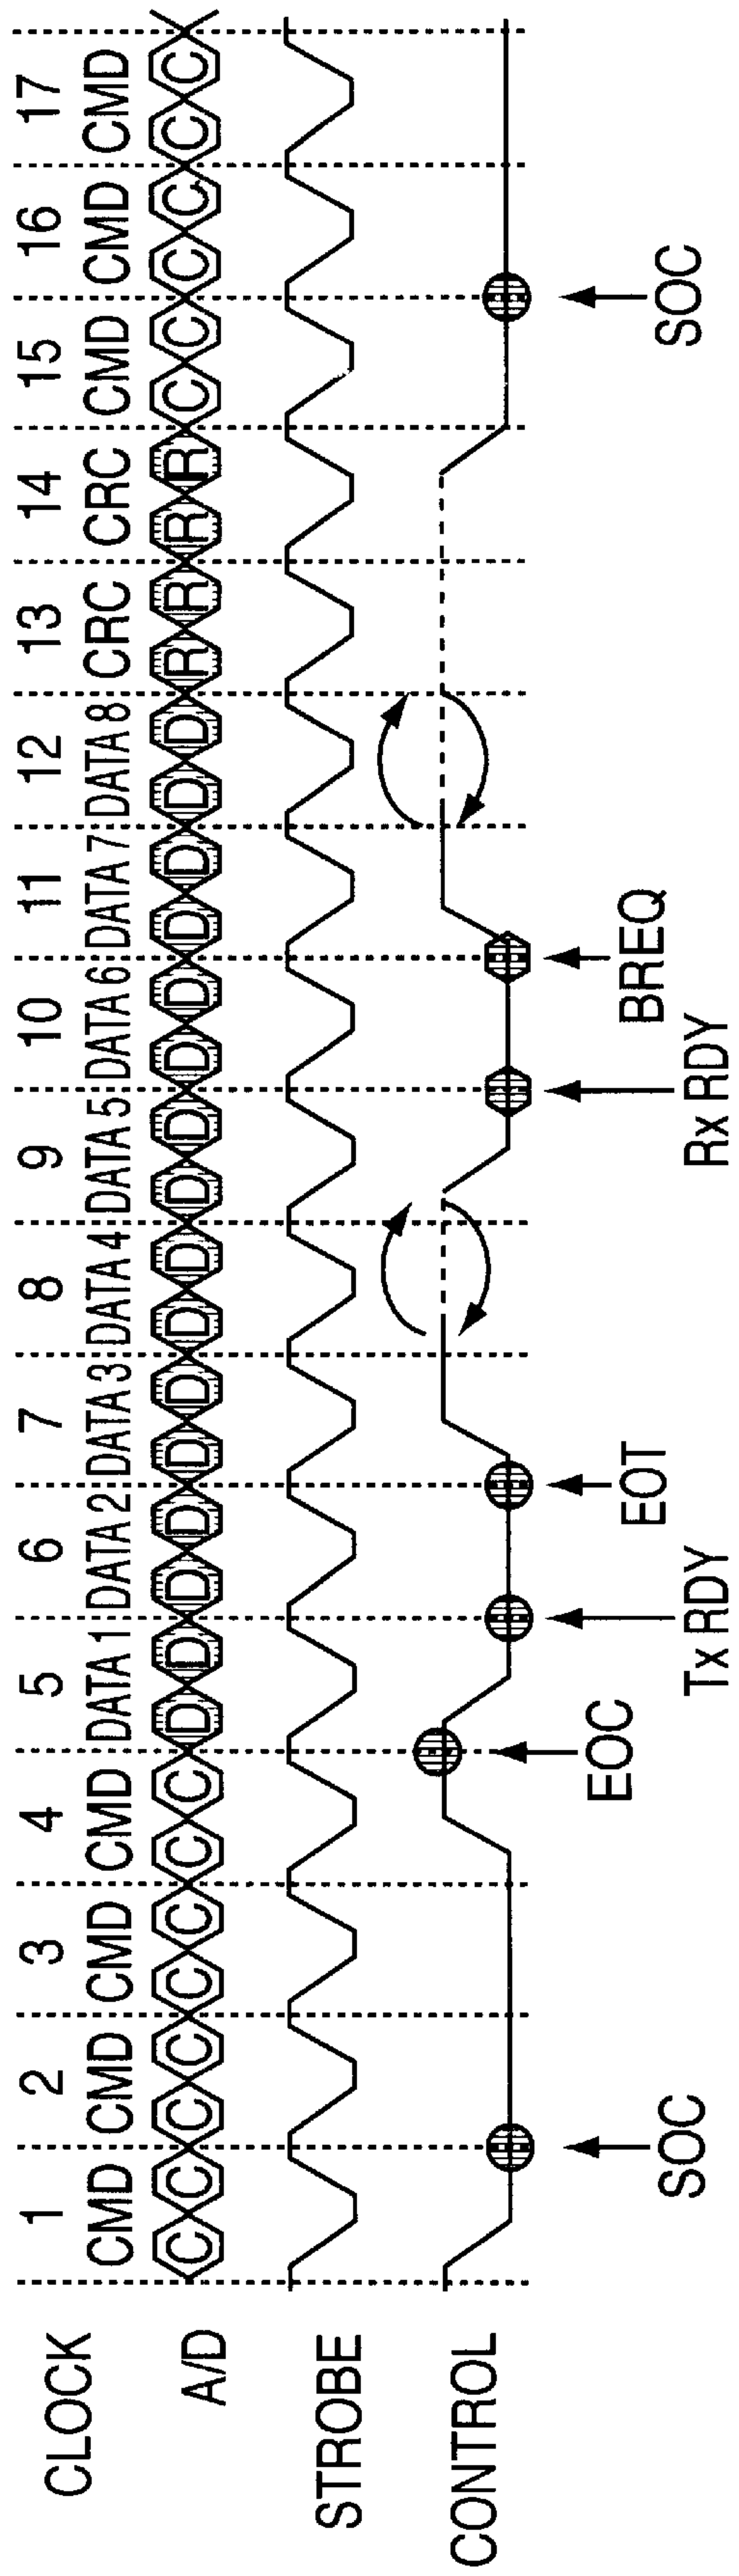 CLOCK 1 2 3 4 5 6 7 8 9 10 11 12 13 14 15 16 17
CMD CMD CMD CMD DATA 1 DATA 2 DATA 3 DATA 4 DATA 5 DATA 6 DATA 7 DATA 8 CRC CRC CMD CMD CMD
A/D C C C C C C C C D D D D D D D D D D D D D D D D R R R R C C C C C C
STROBE
CONTROL
SOC EOC Tx RDY EOT Rx RDY BREQ SOC